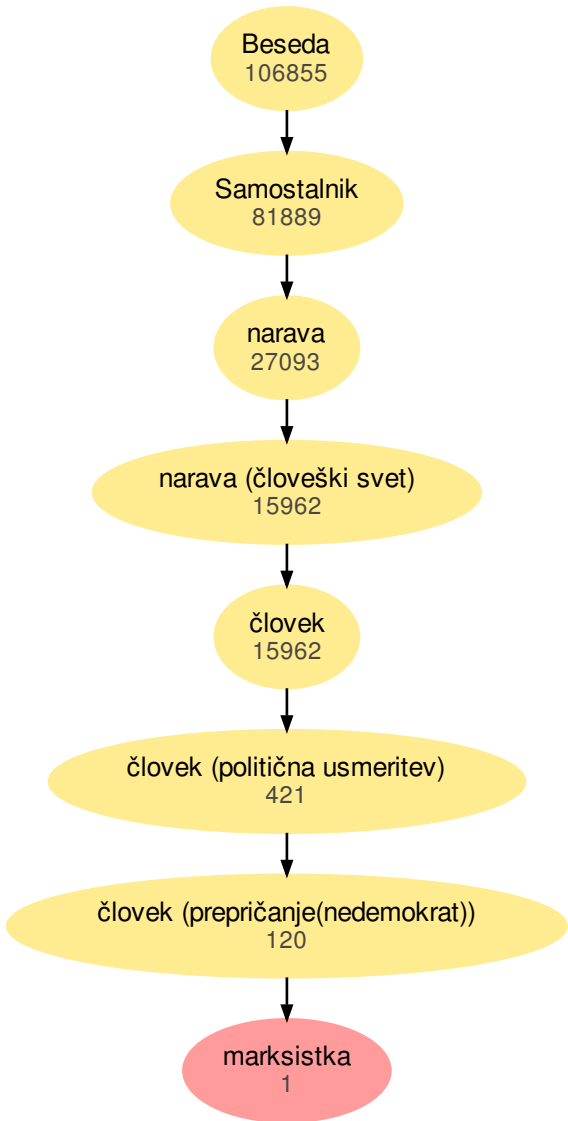 Beseda
106855
Samostalnik
81889
narava
27093
narava (človeški svet)
15962
človek
15962
človek (politična usmeritev)
421
človek (prepričanje(nedemokrat))
120
marksistka
1